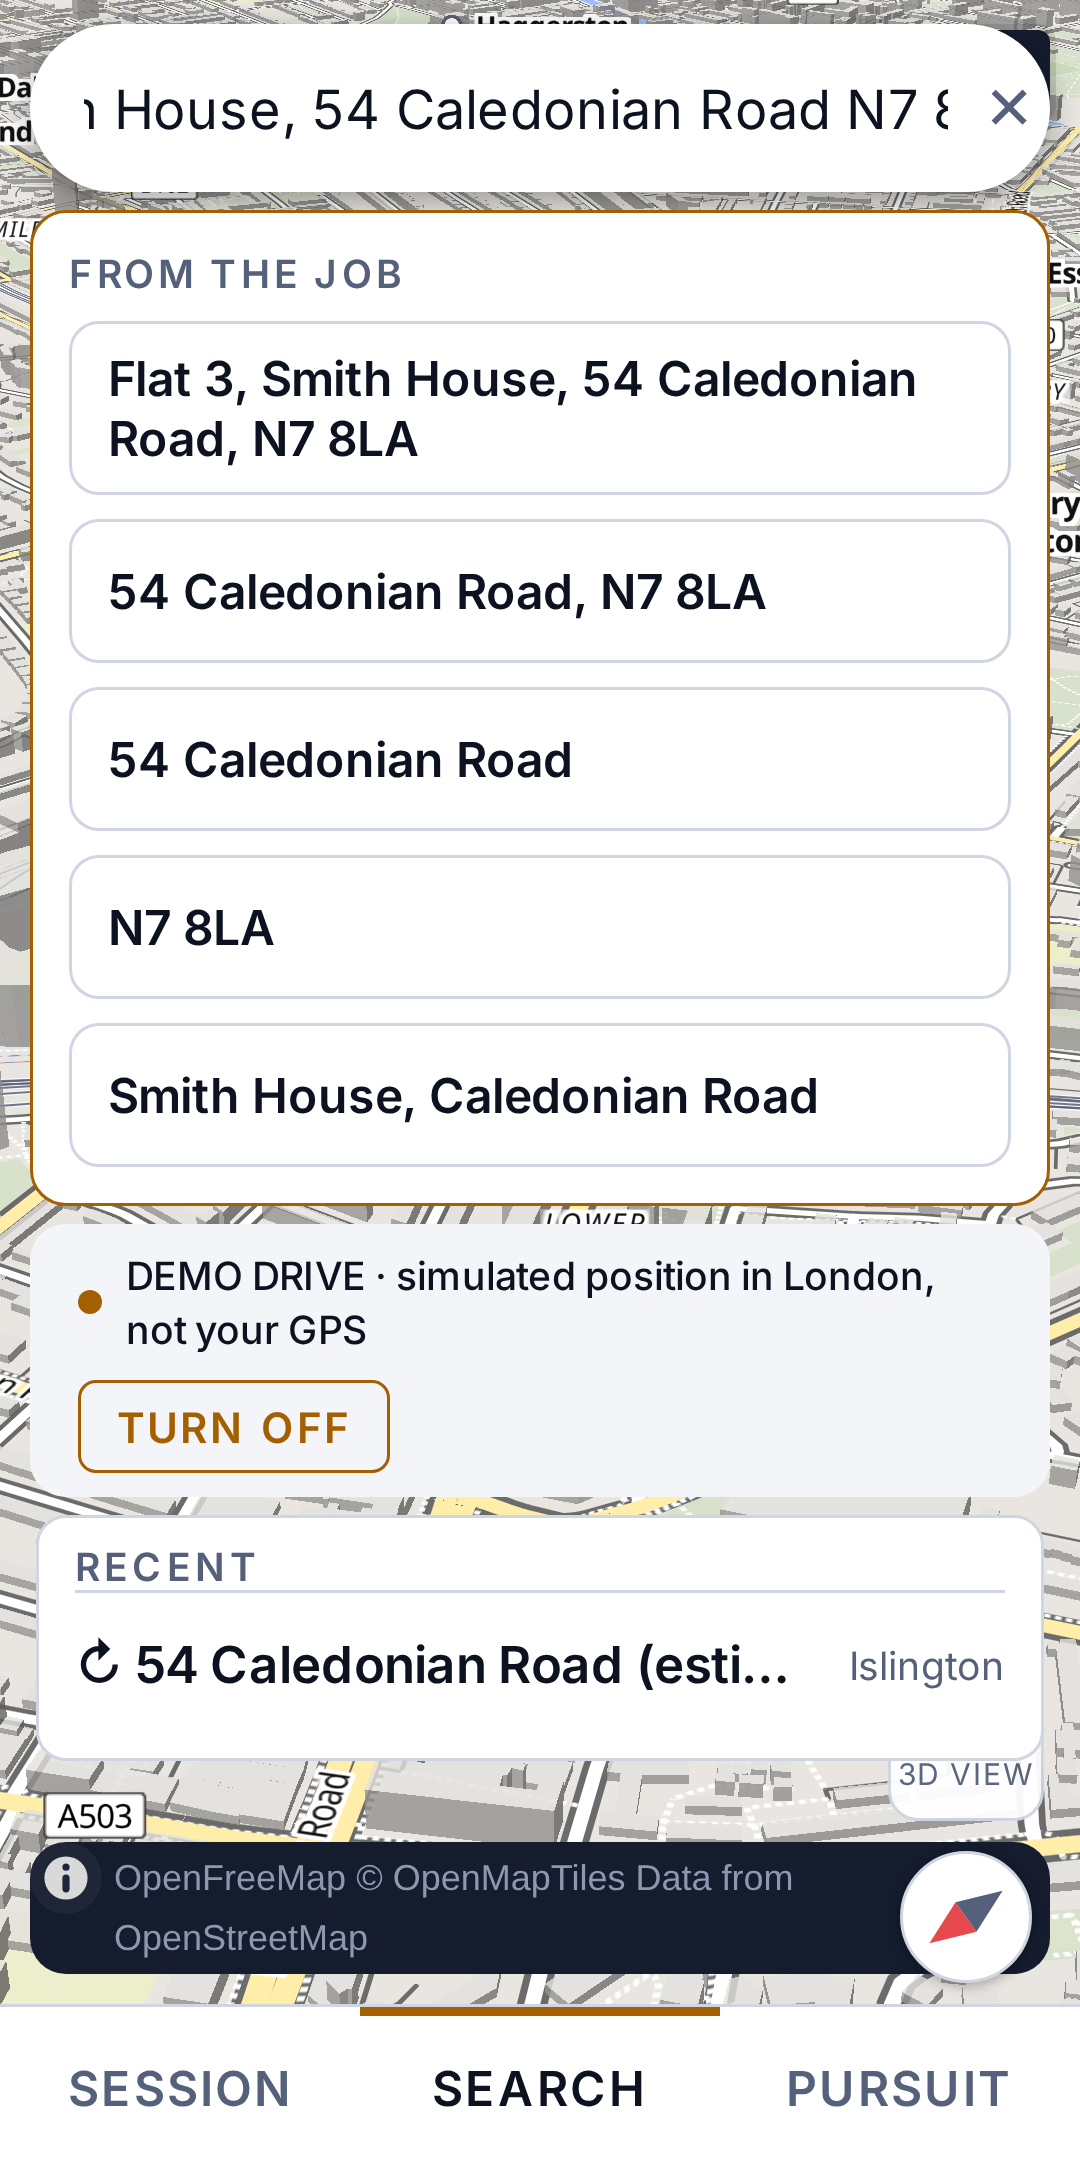 Haggerston
House, 54 Caledonian Road N7
FROM THE JOB
Flat 3, Smith House, 54 Caledonian
Road, N7 8LA
54 Caledonian Road, N7 8LA
54 Caledonian Road
N7 8LA
Smith House, Caledonian Road
LOWER
DEMO DRIVE · simulated position in London,
not your GPS
TURN OFF
RECENT
54 Caledonian Road (esti...
Islington
3D VIEW
A503
Road
OpenFreeMap © OpenMapTiles Data from
OpenStreetMap
SESSION
SEARCH
PURSUIT